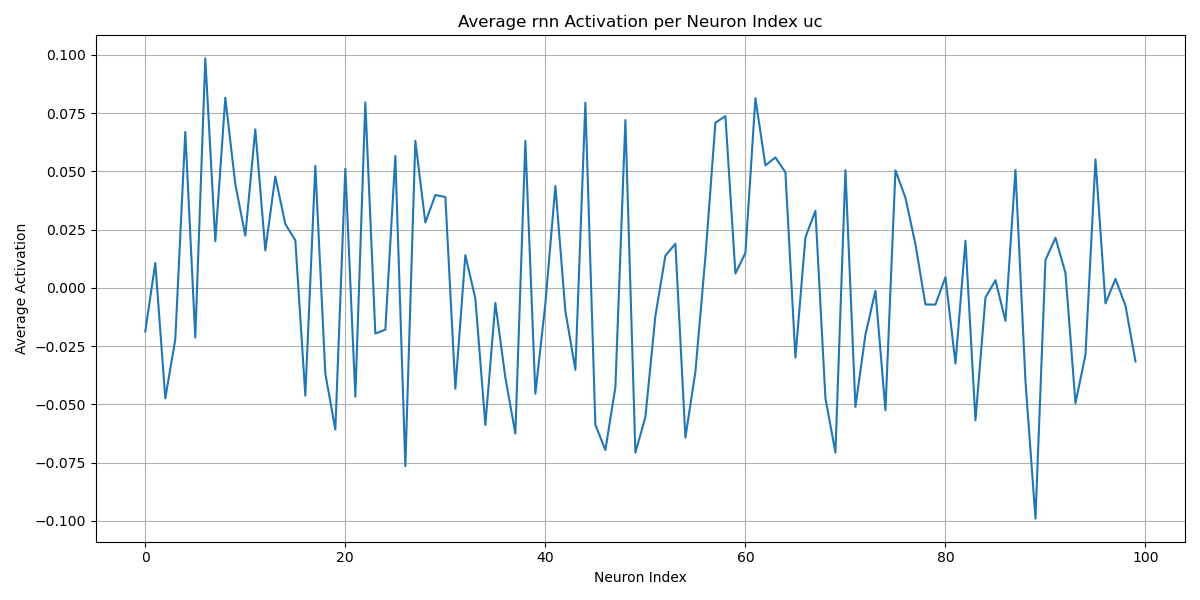 Average rnn Activation per Neuron Index uc
Average Activation
0.100
0.075
0.050
0.025
0.000
−0.025
−0.050
−0.075
−0.100
0 20 40 60 80 100
Neuron Index